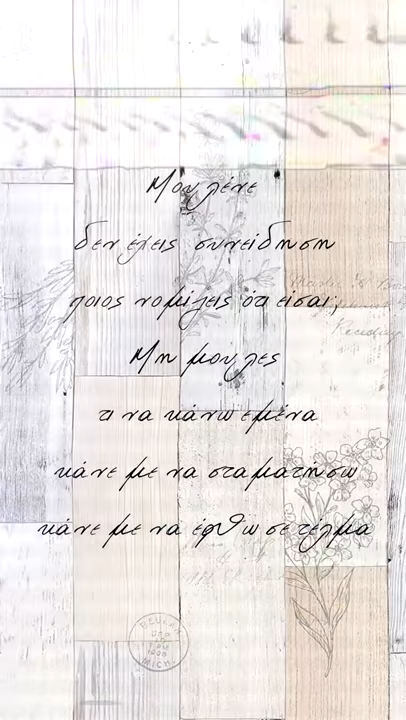 Μου λένε
δεν έχεις συνείδηση
ποιος νομίζεις ότι είσαι;
Μη μου λες
τι να κάνω εμένα
κάνε με να σταματήσω
κάνε με να έρθω σε τέλμα